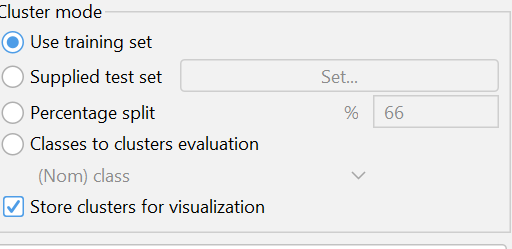 Cluster mode
Use training set
Supplied test set Set...
Percentage split % 66
Classes to clusters evaluation
(Nom) class
Store clusters for visualization